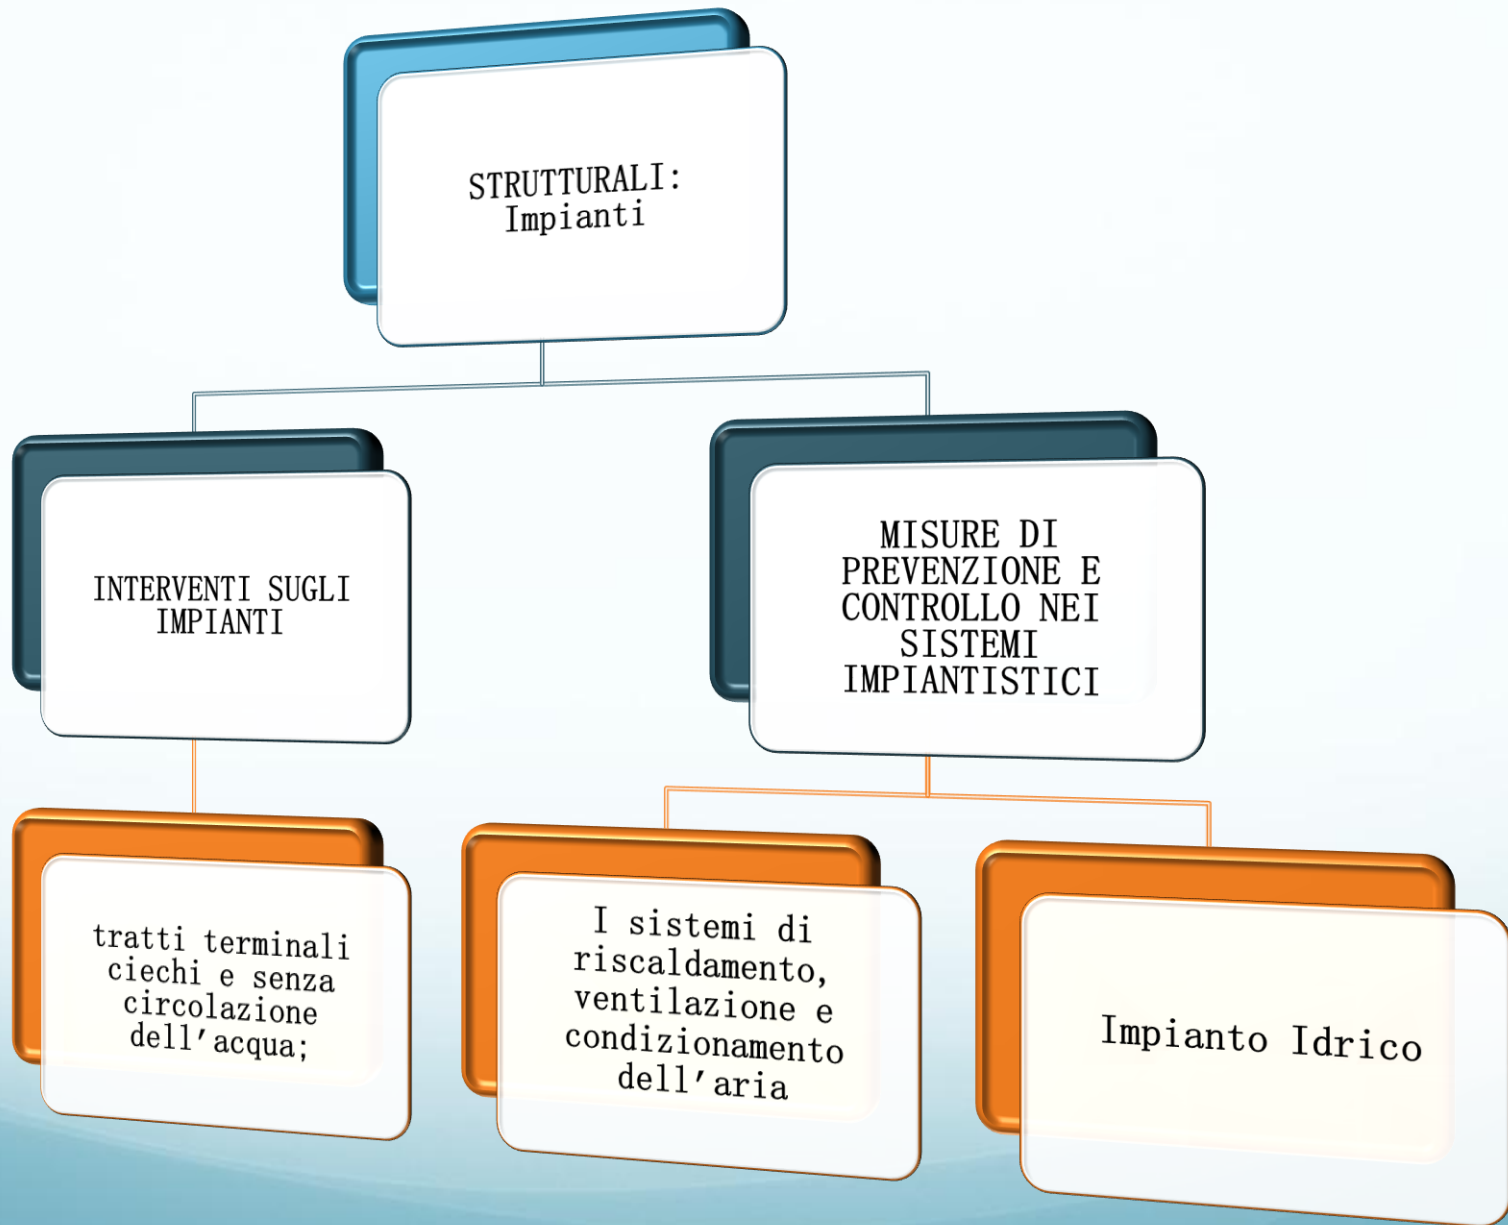 STRUTTURALI:
Impianti
INTERVENTI SUGLI
IMPIANTI
MISURE DI
PREVENZIONE E
CONTROLLO NEI
SISTEMI
IMPIANTISTICI
tratti terminali
ciechi e senza
circolazione
dell'acqua;
I sistemi di
riscaldamento,
ventilazione e
condizionamento
dell'aria
Impianto Idrico